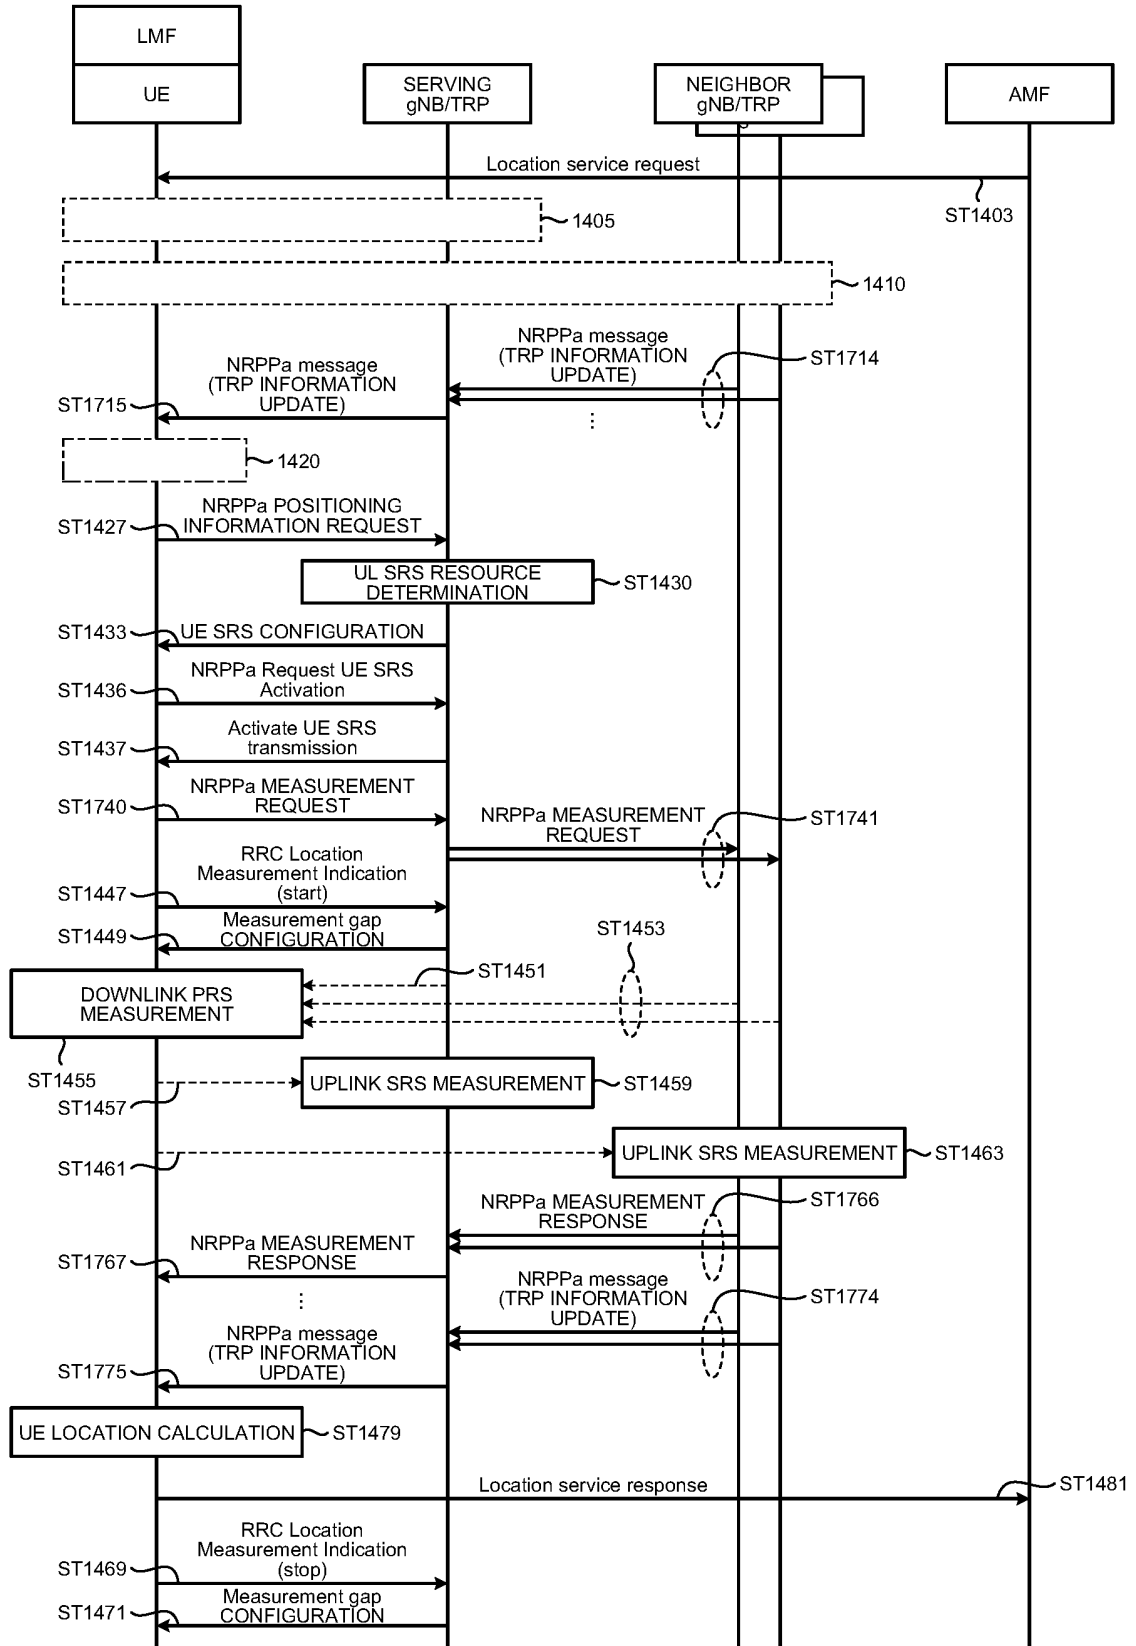 LMF
UE
SERVING
gNB/TRP
NEIGHBOR
gNB/TRP
AMF
Location service request
ST1403
1405
1410
NRPPa message
(TRP INFORMATION
UPDATE)
ST1714
NRPPa message
(TRP INFORMATION
UPDATE)
ST1715
⋮
1420
NRPPa POSITIONING
INFORMATION REQUEST
ST1427
UL SRS RESOURCE
DETERMINATION
ST1430
ST1433
UE SRS CONFIGURATION
NRPPa Request UE SRS
Activation
ST1436
Activate UE SRS
transmission
ST1437
NRPPa MEASUREMENT
REQUEST
ST1740
NRPPa MEASUREMENT
REQUEST
ST1741
RRC Location
Measurement Indication
(start)
ST1447
Measurement gap
CONFIGURATION
ST1449
ST1453
ST1451
DOWNLINK PRS
MEASUREMENT
ST1455
UPLINK SRS MEASUREMENT
ST1459
ST1457
UPLINK SRS MEASUREMENT
ST1463
ST1461
NRPPa MEASUREMENT
RESPONSE
ST1766
NRPPa MEASUREMENT
RESPONSE
ST1767
⋮
NRPPa message
(TRP INFORMATION
UPDATE)
ST1774
NRPPa message
(TRP INFORMATION
UPDATE)
ST1775
UE LOCATION CALCULATION
ST1479
Location service response
ST1481
RRC Location
Measurement Indication
(stop)
ST1469
Measurement gap
CONFIGURATION
ST1471